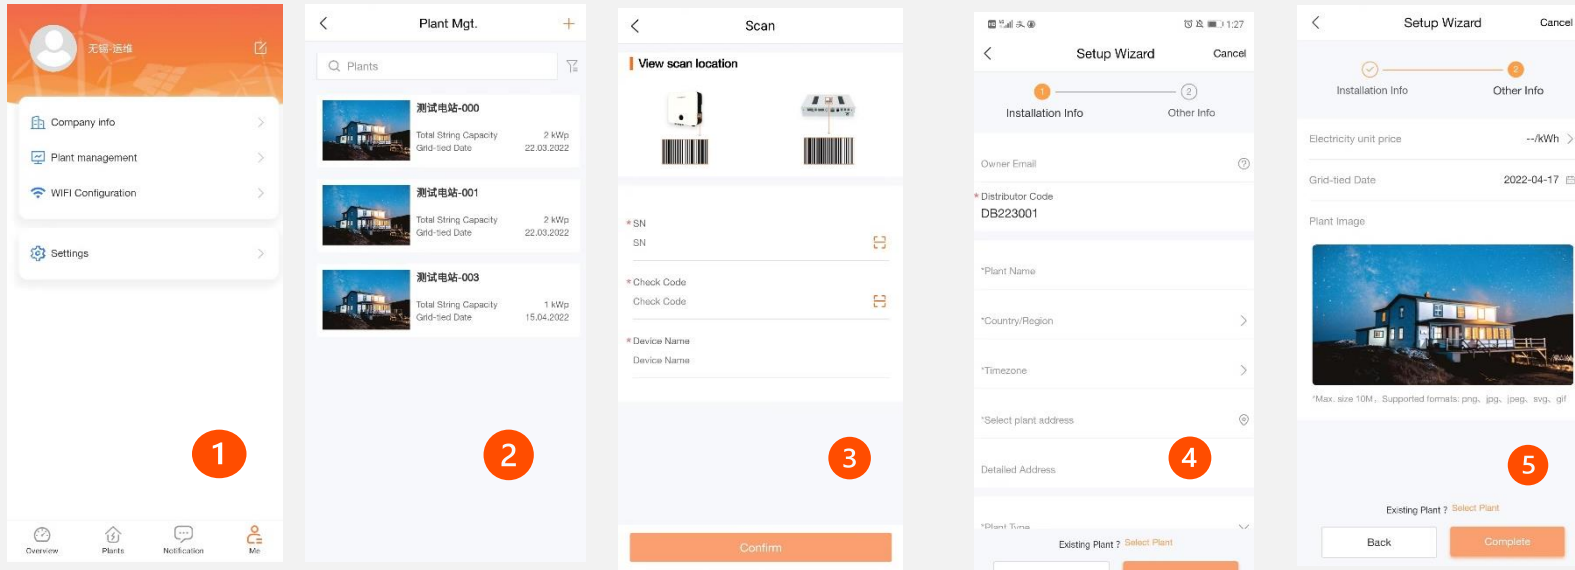 无锡-运维
Company info
Plant management
WIFI Configuration
Settings
1
Overview
Plants
Notification
Me
Plant Mgt.
Plants
测试电站-000
Total String Capacity 2 kWp
Grid-tied Date 22.03.2022
测试电站-001
Total String Capacity 2 kWp
Grid-tied Date 22.03.2022
测试电站-003
Total String Capacity 1 kWp
Grid-tied Date 15.04.2022
2
Scan
View scan location
* SN
SN
* Check Code
Check Code
* Device Name
Device Name
3
Confirm
1:27
Setup Wizard Cancel
1 2
Installation Info Other Info
Owner Email
* Distributor Code
DB223001
*Plant Name
*Country/Region
*Timezone
*Select plant address
Detailed Address
4
*Plant Type
Existing Plant ? Select Plant
Setup Wizard Cancel
2
Installation Info Other Info
Electricity unit price --/kWh
Grid-tied Date 2022-04-17
Plant Image
*Max. size 10M，Supported formats: png、jpg、jpeg、svg、gif
5
Existing Plant ? Select Plant
Back Complete